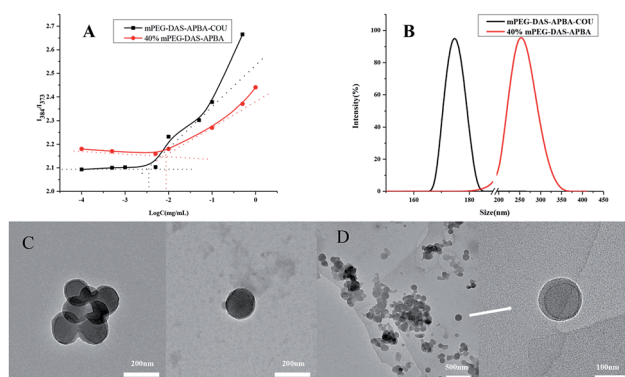 A
mPEG-DAS-APBA-COU
40% mPEG-DAS-APBA
I384/I373
2.7
2.6
2.5
2.4
2.3
2.2
2.1
2.0
-4
-3
-2
-1
0
LogC(mg/mL)
B
mPEG-DAS-APBA-COU
40% mPEG-DAS-APBA
Intensity(%)
100
80
60
40
20
0
160
180
200
250
300
350
400
450
Size(nm)
C
200nm
200nm
D
500nm
100nm